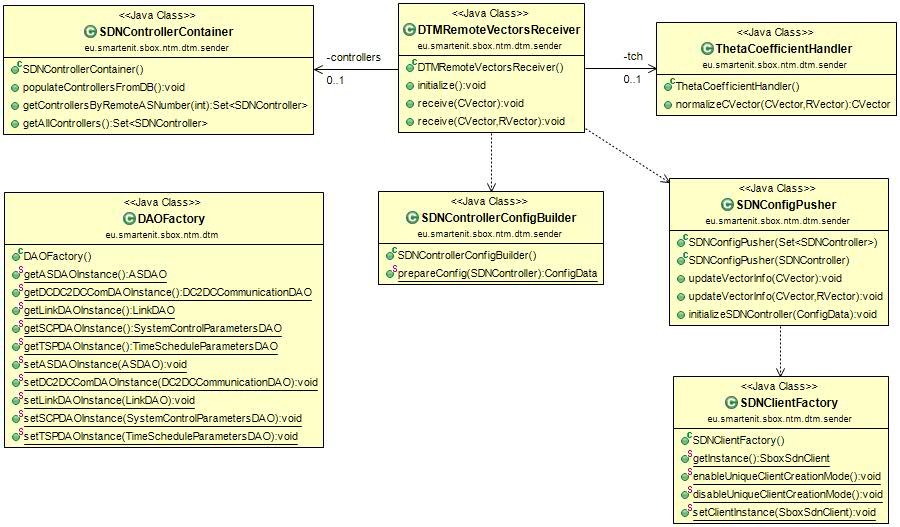 <<Java Class>>
SDNControllerContainer
eu.smartenit.sbox.ntm.dtm.sender
SDNControllerContainer()
populateControllersFromDB():void
getControllersByRemoteASNumber(int):Set<SDNController>
getAllControllers():Set<SDNController>
-controllers
0..1
<<Java Class>>
DTMRemoteVectorsReceiver
eu.smartenit.sbox.ntm.dtm.sender
DTMRemoteVectorsReceiver()
initialize():void
receive(CVector):void
receive(CVector,RVector):void
-tch
0..1
<<Java Class>>
ThetaCoefficientHandler
eu.smartenit.sbox.ntm.dtm.sender
ThetaCoefficientHandler()
normalizeCVector(CVector,RVector):CVector
<<Java Class>>
DAOFactory
eu.smartenit.sbox.ntm.dtm
DAOFactory()
getASDAOInstance():ASDAO
getDCDC2DCComDAOInstance():DC2DCCommunicationDAO
getLinkDAOInstance():LinkDAO
getSCPDAOInstance():SystemControlParametersDAO
getTSPDAOInstance():TimeScheduleParametersDAO
setASDAOInstance(ASDAO):void
setDC2DCComDAOInstance(DC2DCCommunicationDAO):void
setLinkDAOInstance(LinkDAO):void
setSCPDAOInstance(SystemControlParametersDAO):void
setTSPDAOInstance(TimeScheduleParametersDAO):void
<<Java Class>>
SDNControllerConfigBuilder
eu.smartenit.sbox.ntm.dtm.sender
SDNControllerConfigBuilder()
prepareConfig(SDNController):ConfigData
<<Java Class>>
SDNConfigPusher
eu.smartenit.sbox.ntm.dtm.sender
SDNConfigPusher(Set<SDNController>)
SDNConfigPusher(SDNController)
updateVectorInfo(CVector):void
updateVectorInfo(CVector,RVector):void
initializeSDNController(ConfigData):void
<<Java Class>>
SDNClientFactory
eu.smartenit.sbox.ntm.dtm.sender
SDNClientFactory()
getInstance():SboxSdnClient
enableUniqueClientCreationMode():void
disableUniqueClientCreationMode():void
setClientInstance(SboxSdnClient):void